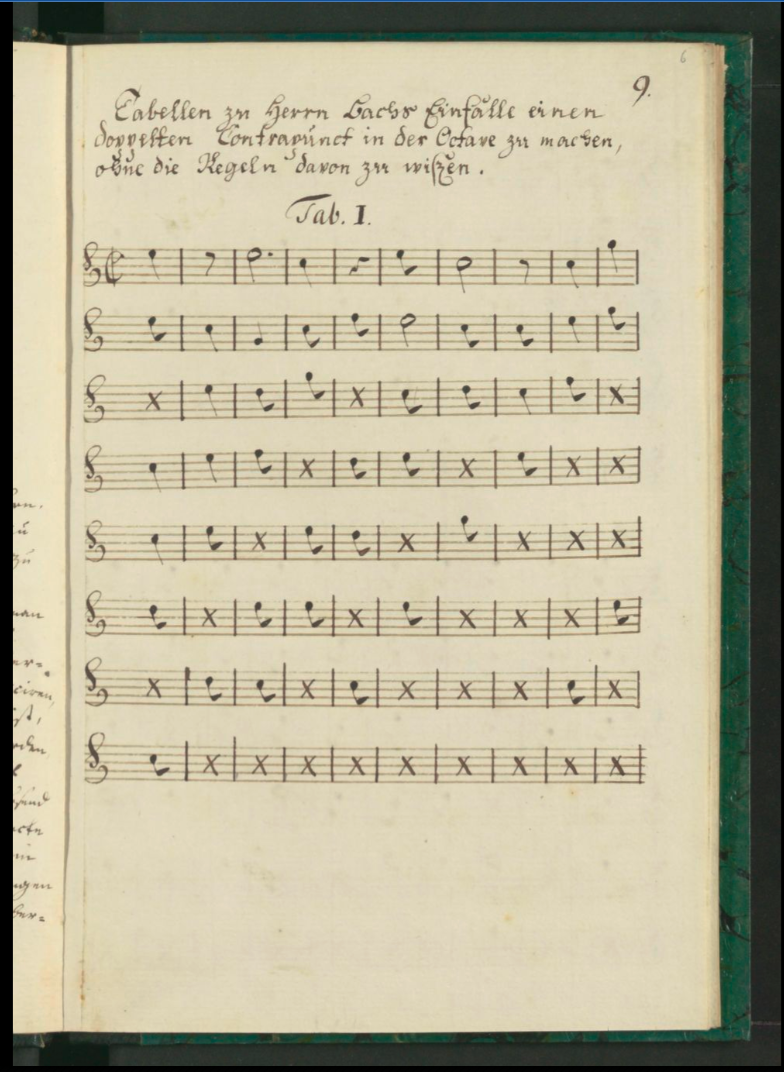 6
9.
Tabellen zu Herrn Bachs Einfälle einen
doppelten Contrapunct in der Octave zu machen,
ohne die Regeln davon zu wißen.
Tab. I.
x x x
x x x x
x x x x
x x x x x
x x x x x x
x x x x x x x x x